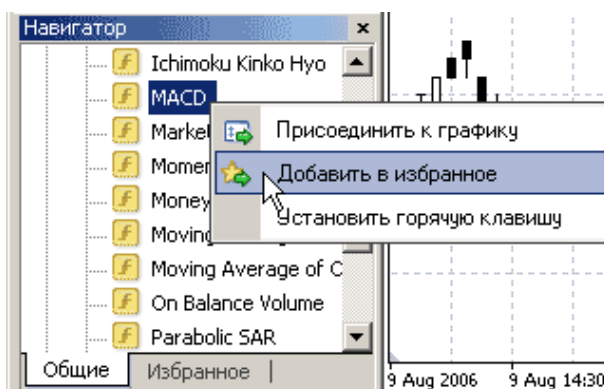 Навигатор
Ichimoku Kinko Hyo
MACD
Присоединить к графику
Добавить в избранное
Установить горячую клавишу
Moving Average of C
On Balance Volume
Parabolic SAR
Общие
Избранное
9 Aug 2006
9 Aug 14:30